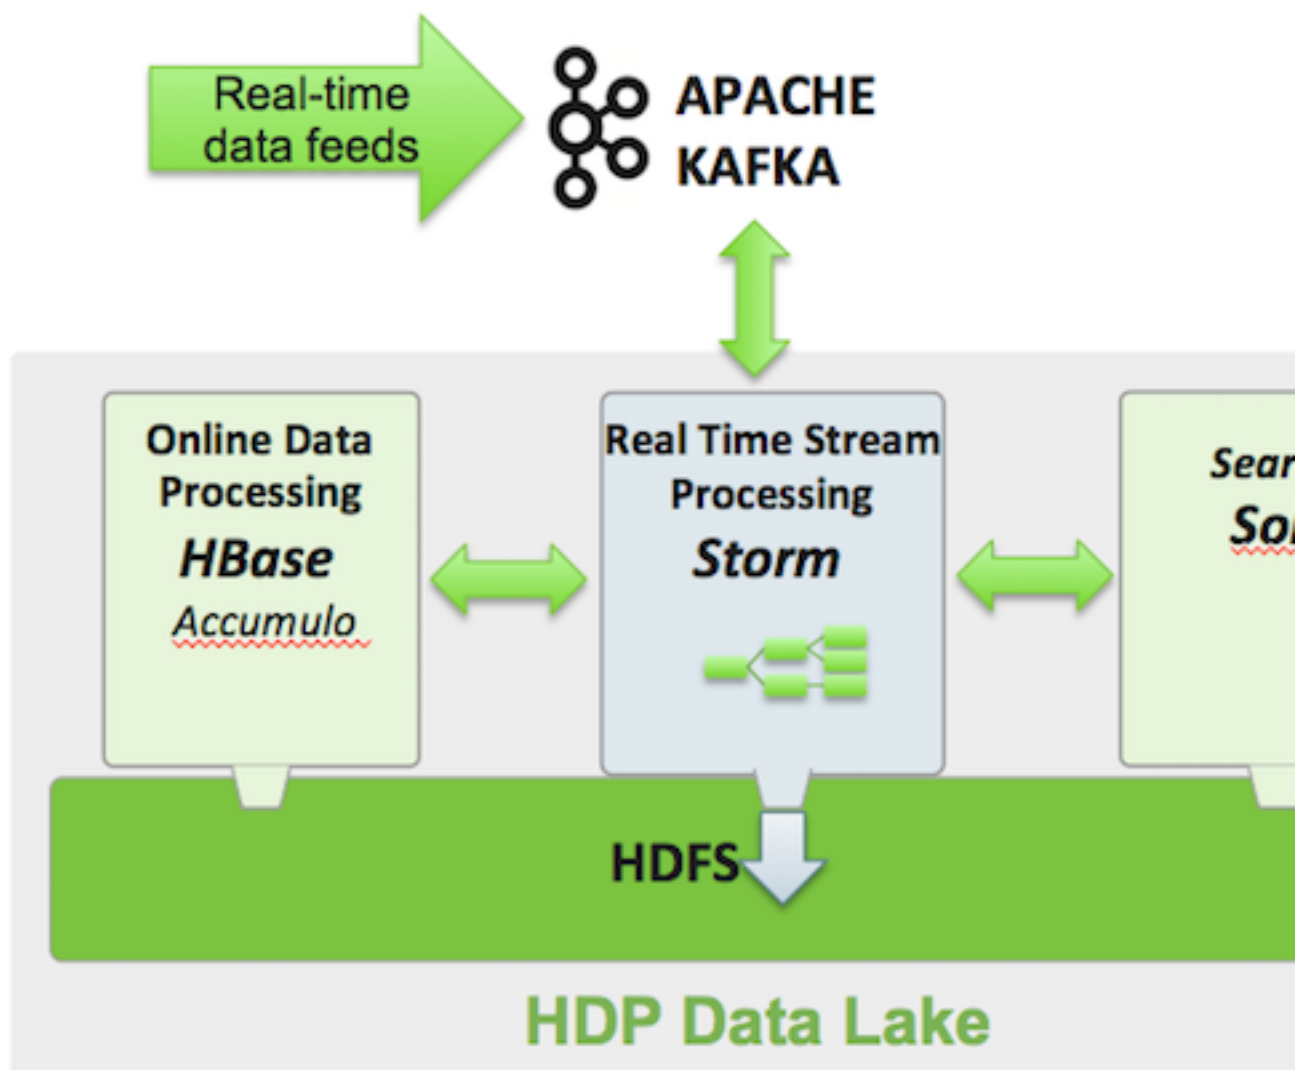 Real-time
data feeds
APACHE
KAFKA
Online Data
Processing
HBase
Accumulo
Real Time Stream
Processing
Storm
HDFS
HDP Data Lake